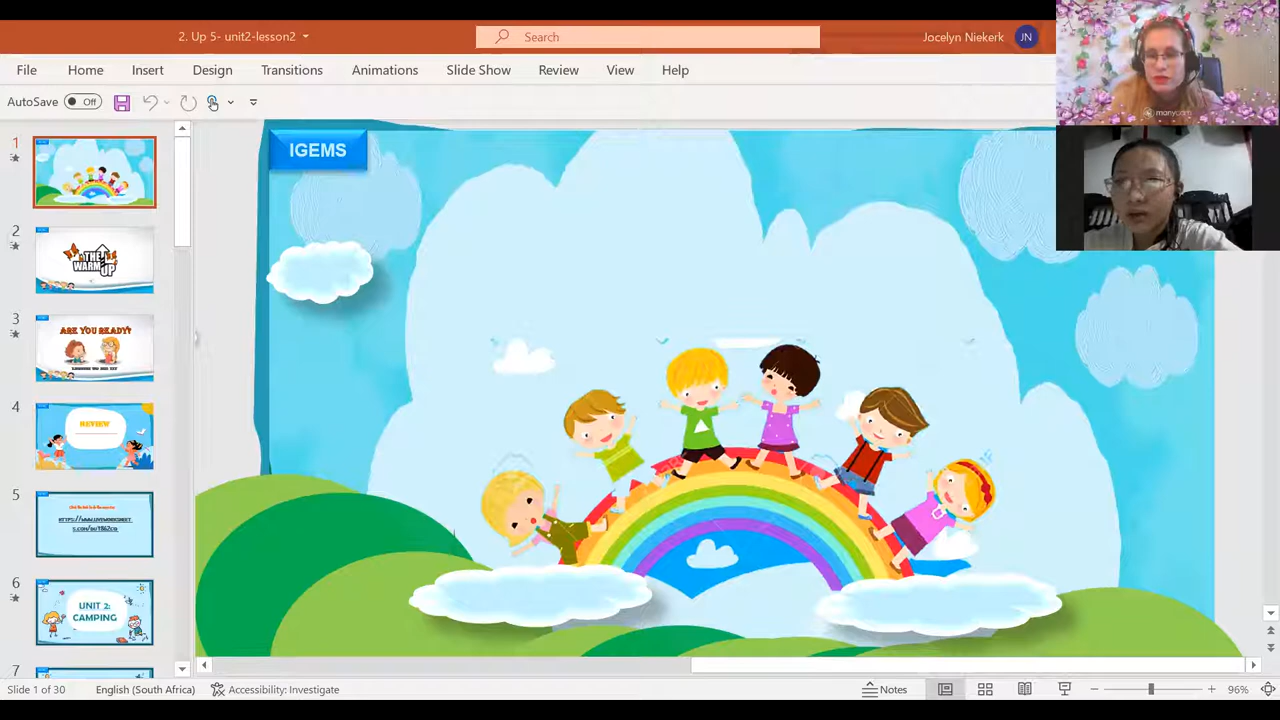 2. Up 5- unit2-lesson2
Search
Jocelyn Niekerk
JN
File
Home
Insert
Design
Transitions
Animations
Slide Show
Review
View
Help
AutoSave
Off
manycam
IGEMS
1
2
THE
WARM UP
3
ARE YOU READY?
4
REVIEW
5
6
UNIT 2:
CAMPING
7
Slide 1 of 30
English (South Africa)
Accessibility: Investigate
Notes
96%